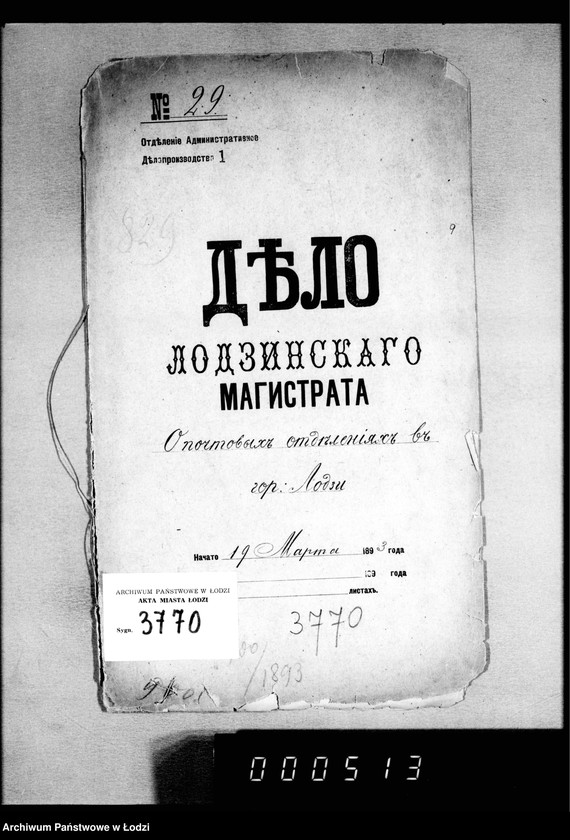 № 29.
Отдѣленіе Административное
Дѣлопроизводство 1
829
9
ДѢЛО
ЛОДЗИНСКАГО
МАГИСТРАТА
О почтовыхъ отдѣленіяхъ въ
гор: Лодзи
Начато 19 Марта 1893 года
189 года
листахъ.
ARCHIWUM PAŃSTWOWE W ŁODZI
AKTA MIASTA ŁODZI
Sygn. 3770
3770
/1893
000513
Archiwum Państwowe w Łodzi